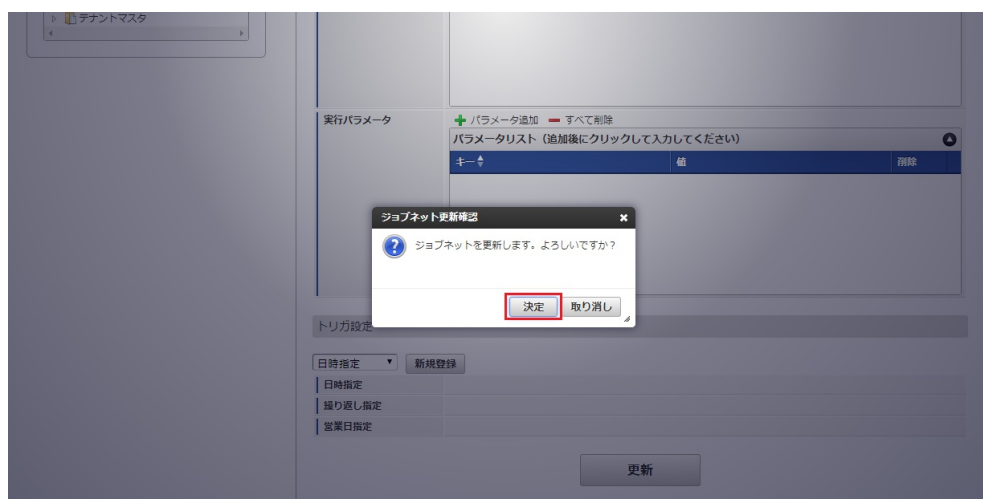 テナントマスタ
実行パラメータ
パラメータ追加 すべて削除
パラメータリスト（追加後にクリックして入力してください）
キー 値 削除
ジョブネット更新確認
ジョブネットを更新します。よろしいですか？
決定 取り消し
トリガ設定
日時指定 新規登録
日時指定
繰り返し指定
営業日指定
更新